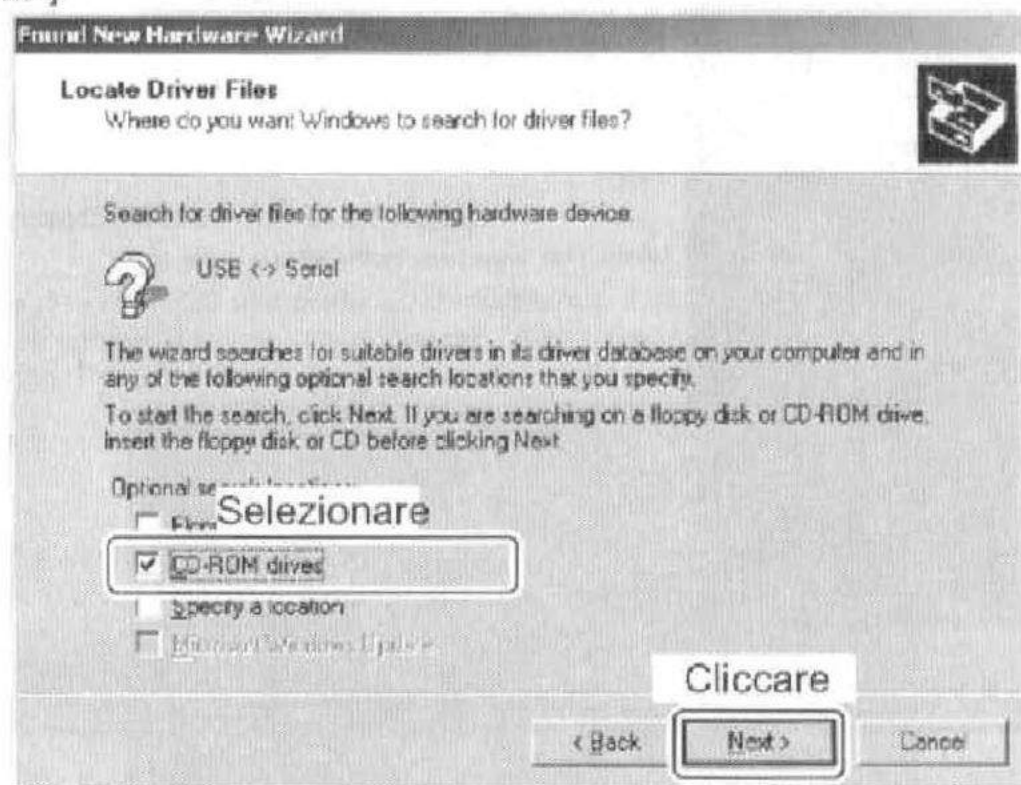 Found New Hardware Wizard
Locate Driver Files
Where do you want Windows to search for driver files?
Search for driver files for the following hardware device:
USB <-> Serial
The wizard searches for suitable drivers in its driver database on your computer and in
any of the following optional search locations that you specify.
To start the search, click Next. If you are searching on a floppy disk or CD-ROM drive,
insert the floppy disk or CD before clicking Next.
Optional
Selezionare
CD-ROM drives
Specify a location
Microsoft Windows Update
Cliccare
< Back
Next >
Cancel